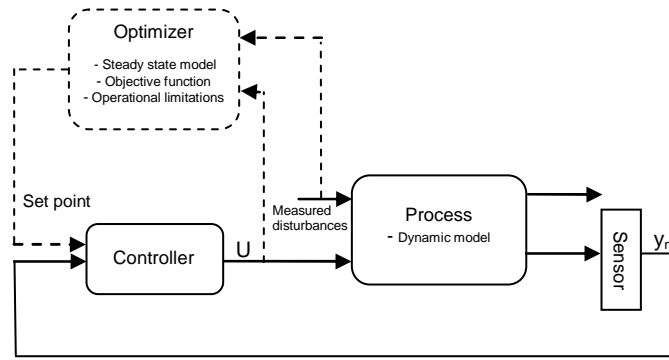 Optimizer
- Steady state model
- Objective function
- Operational limitations
Set point
Measured
disturbances
Process
- Dynamic model
Controller
U
Sensor